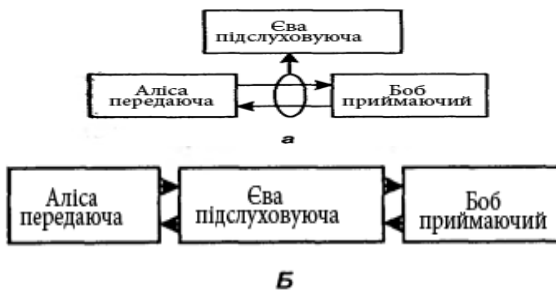 Єва
підслуховуюча
Аліса
передаюча
Боб
приймаючий
а
Аліса
передаюча
Єва
підслуховуюча
Боб
приймаючий
Б